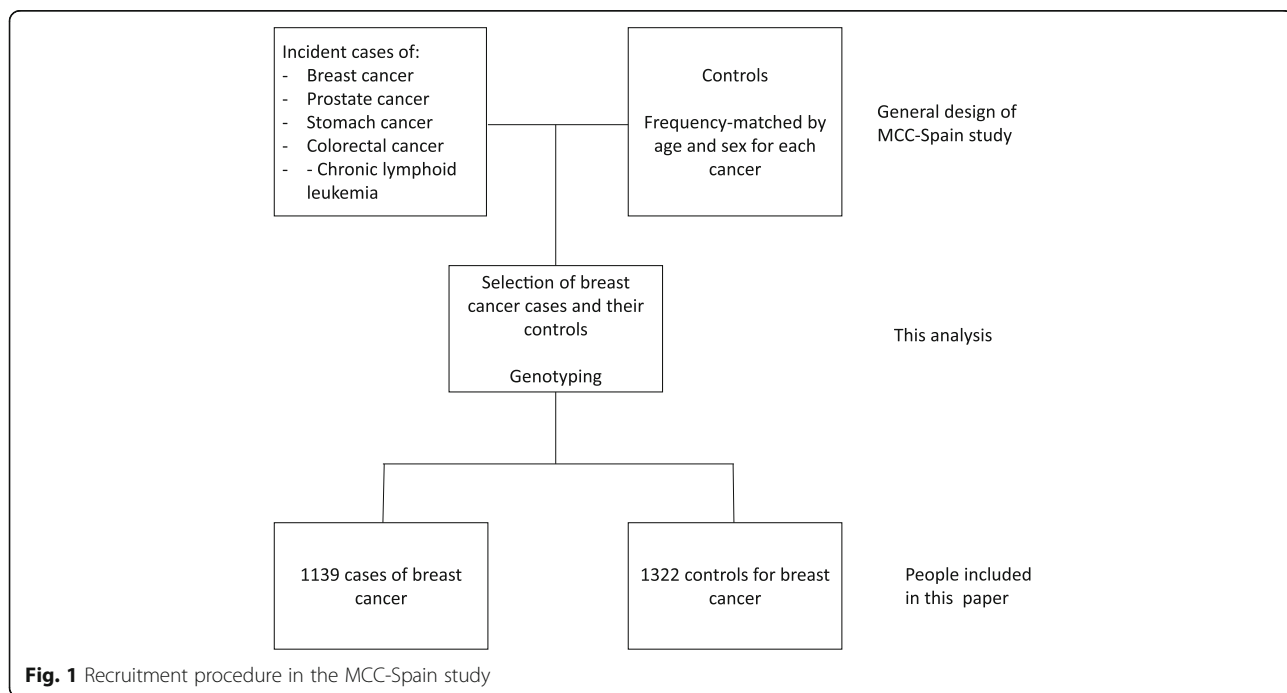 Incident cases of:
- Breast cancer
- Prostate cancer
- Stomach cancer
- Colorectal cancer
- - Chronic lymphoid
leukemia
Controls
Frequency-matched by
age and sex for each
cancer
General design of
MCC-Spain study
Selection of breast
cancer cases and their
controls
Genotyping
This analysis
1139 cases of breast
cancer
1322 controls for breast
cancer
People included
in this paper
Fig. 1 Recruitment procedure in the MCC-Spain study